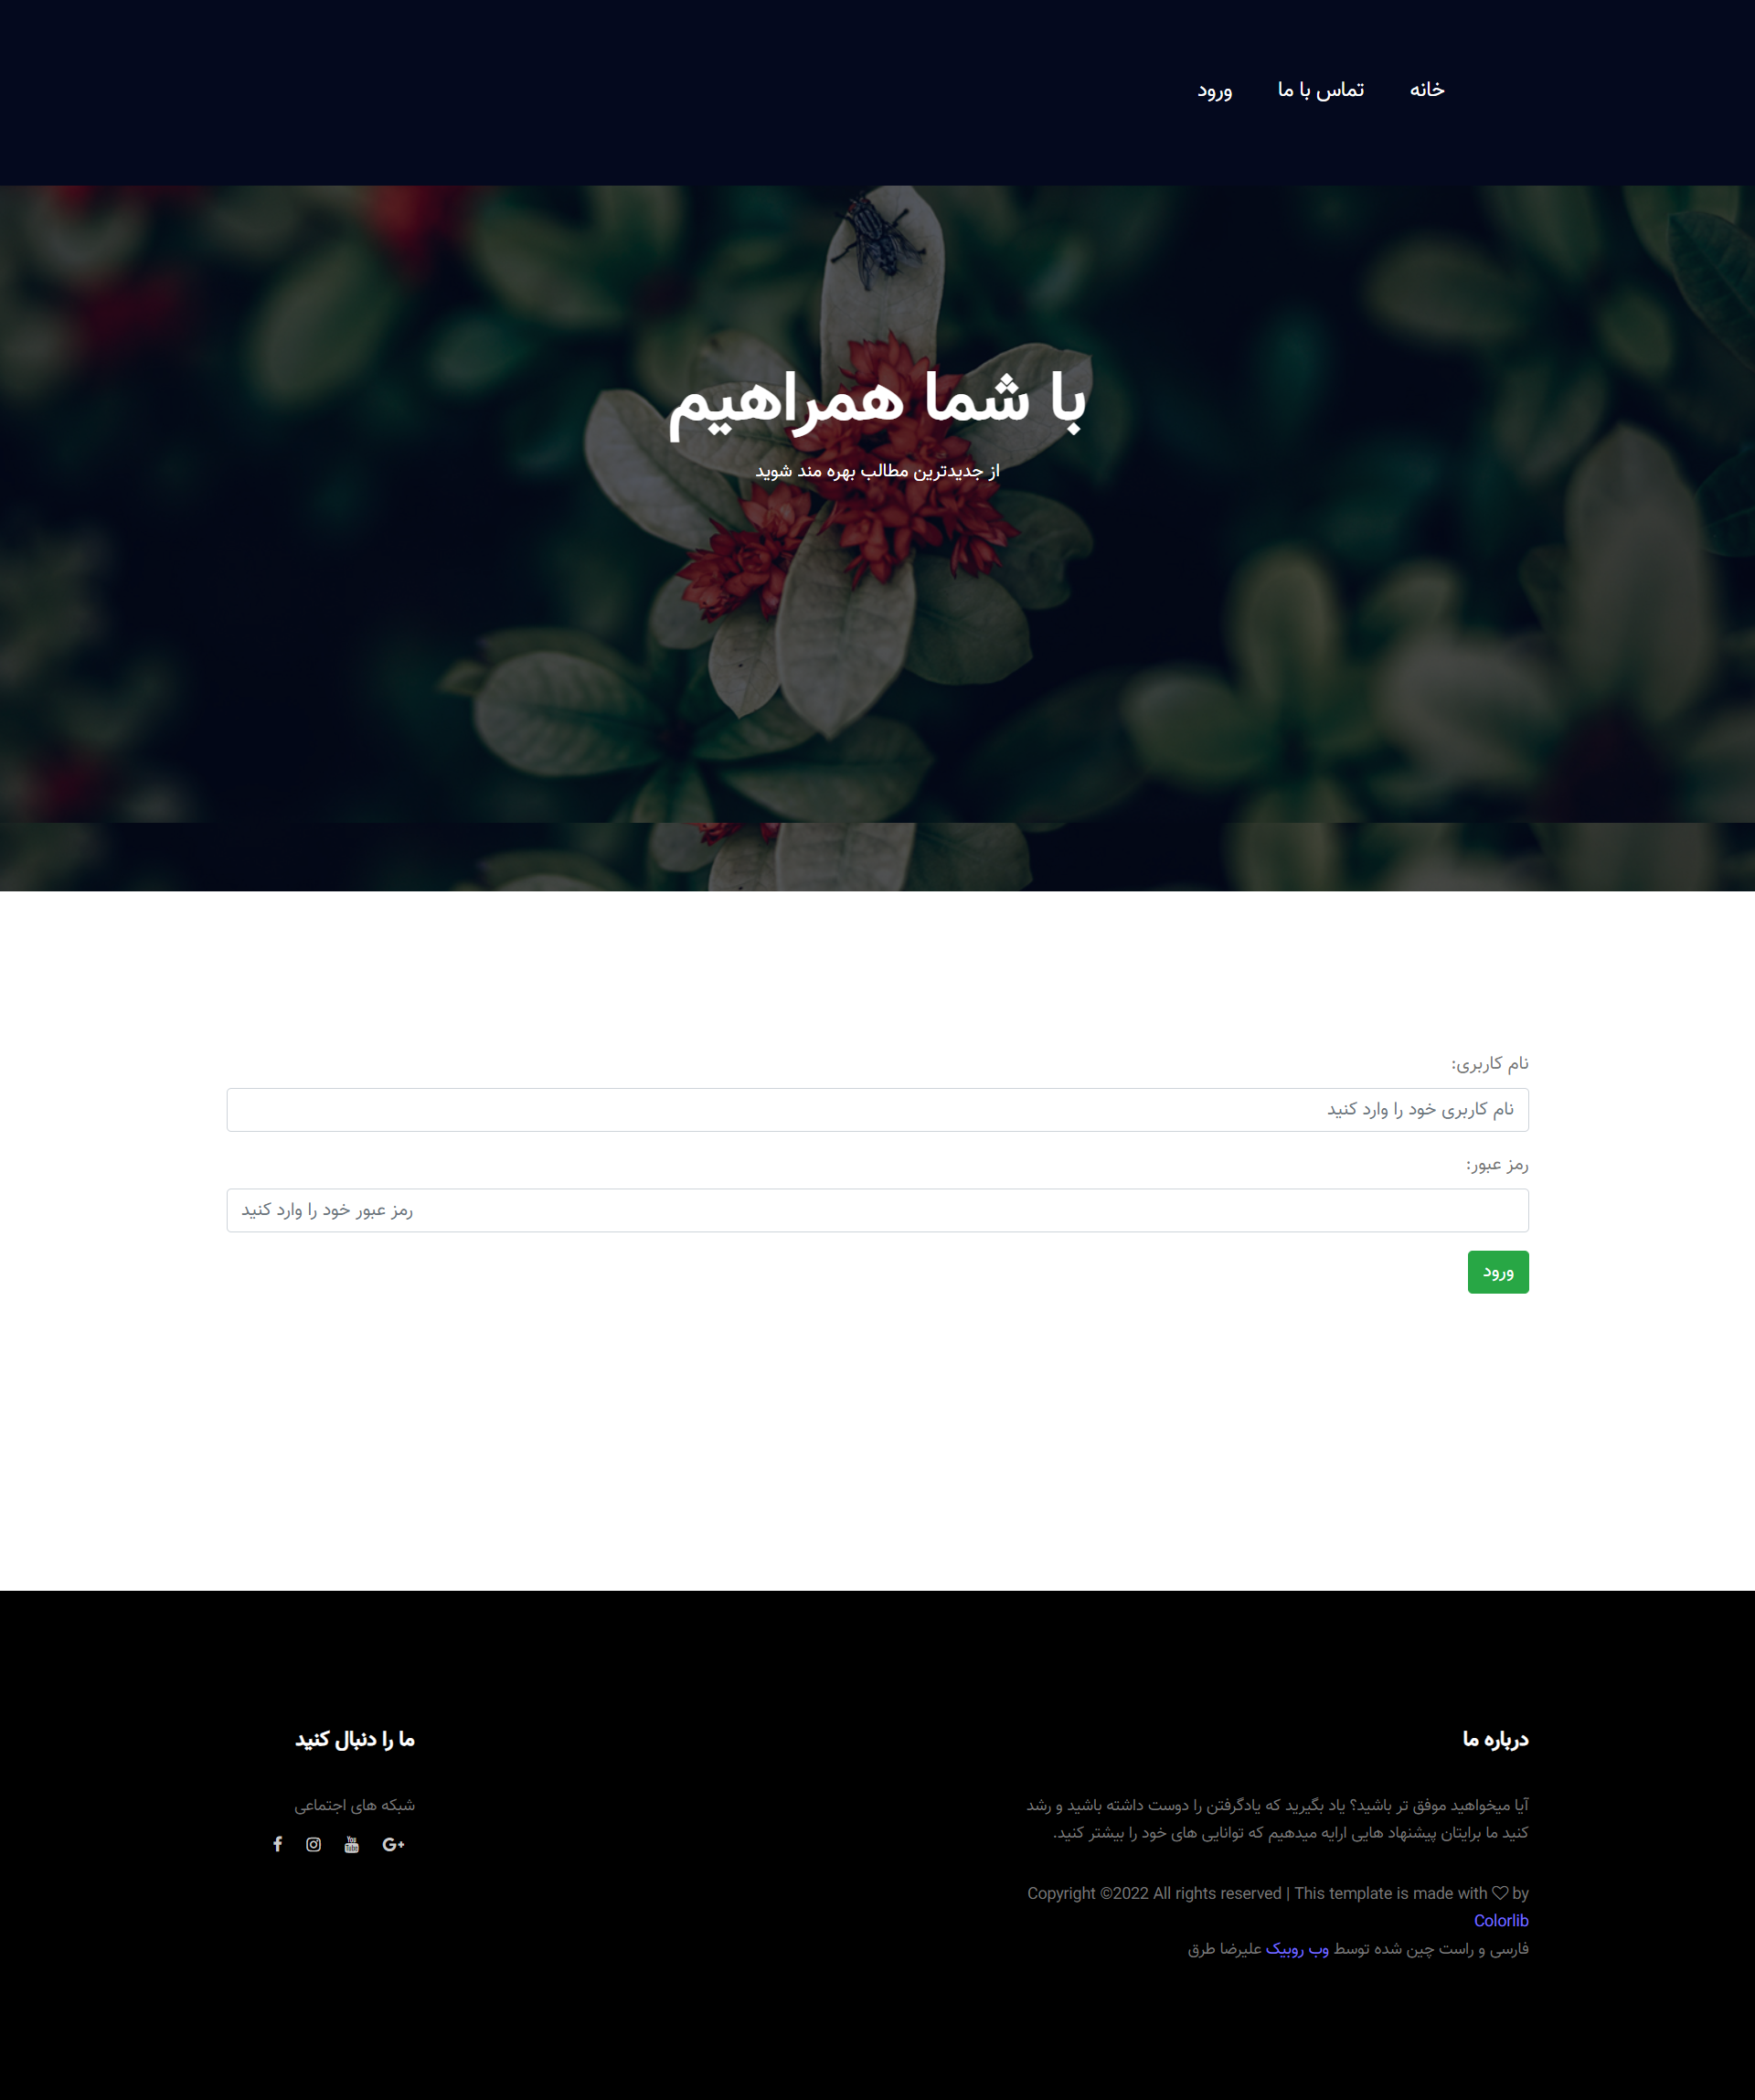 خانه
تماس با ما
ورود
با شما همراهیم
از جدیدترین مطالب بهره مند شوید
نام کاربری:
نام کاربری خود را وارد کنید
رمز عبور:
رمز عبور خود را وارد کنید
ورود
درباره ما
آیا میخواهید موفق تر باشید؟ یاد بگیرید که یادگرفتن را دوست داشته باشید و رشد
کنید ما برایتان پیشنهاد هایی ارایه میدهیم که توانایی های خود را بیشتر کنید.
Copyright ©2022 All rights reserved | This template is made with ♡ by
Colorlib
فارسی و راست چین شده توسط وب روبیک علیرضا طرق
ما را دنبال کنید
شبکه های اجتماعی